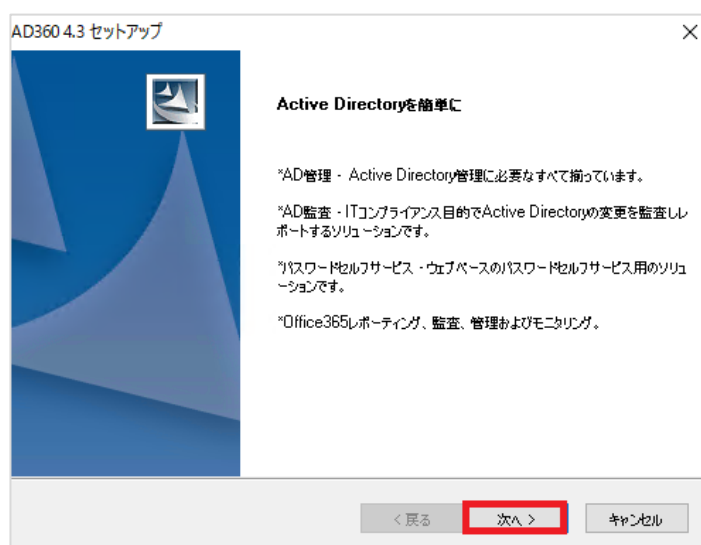 AD360 4.3 セットアップ
Active Directoryを簡単に
*AD管理 - Active Directory管理に必要なすべて揃っています。
*AD監査 - ITコンプライアンス目的でActive Directoryの変更を監査しレ
ポートするソリューションです。
*パスワードセルフサービス - ウェブベースのパスワードセルフサービス用のソリュ
ーションです。
*Office365レポーティング、監査、管理およびモニタリング。
< 戻る
次へ >
キャンセル